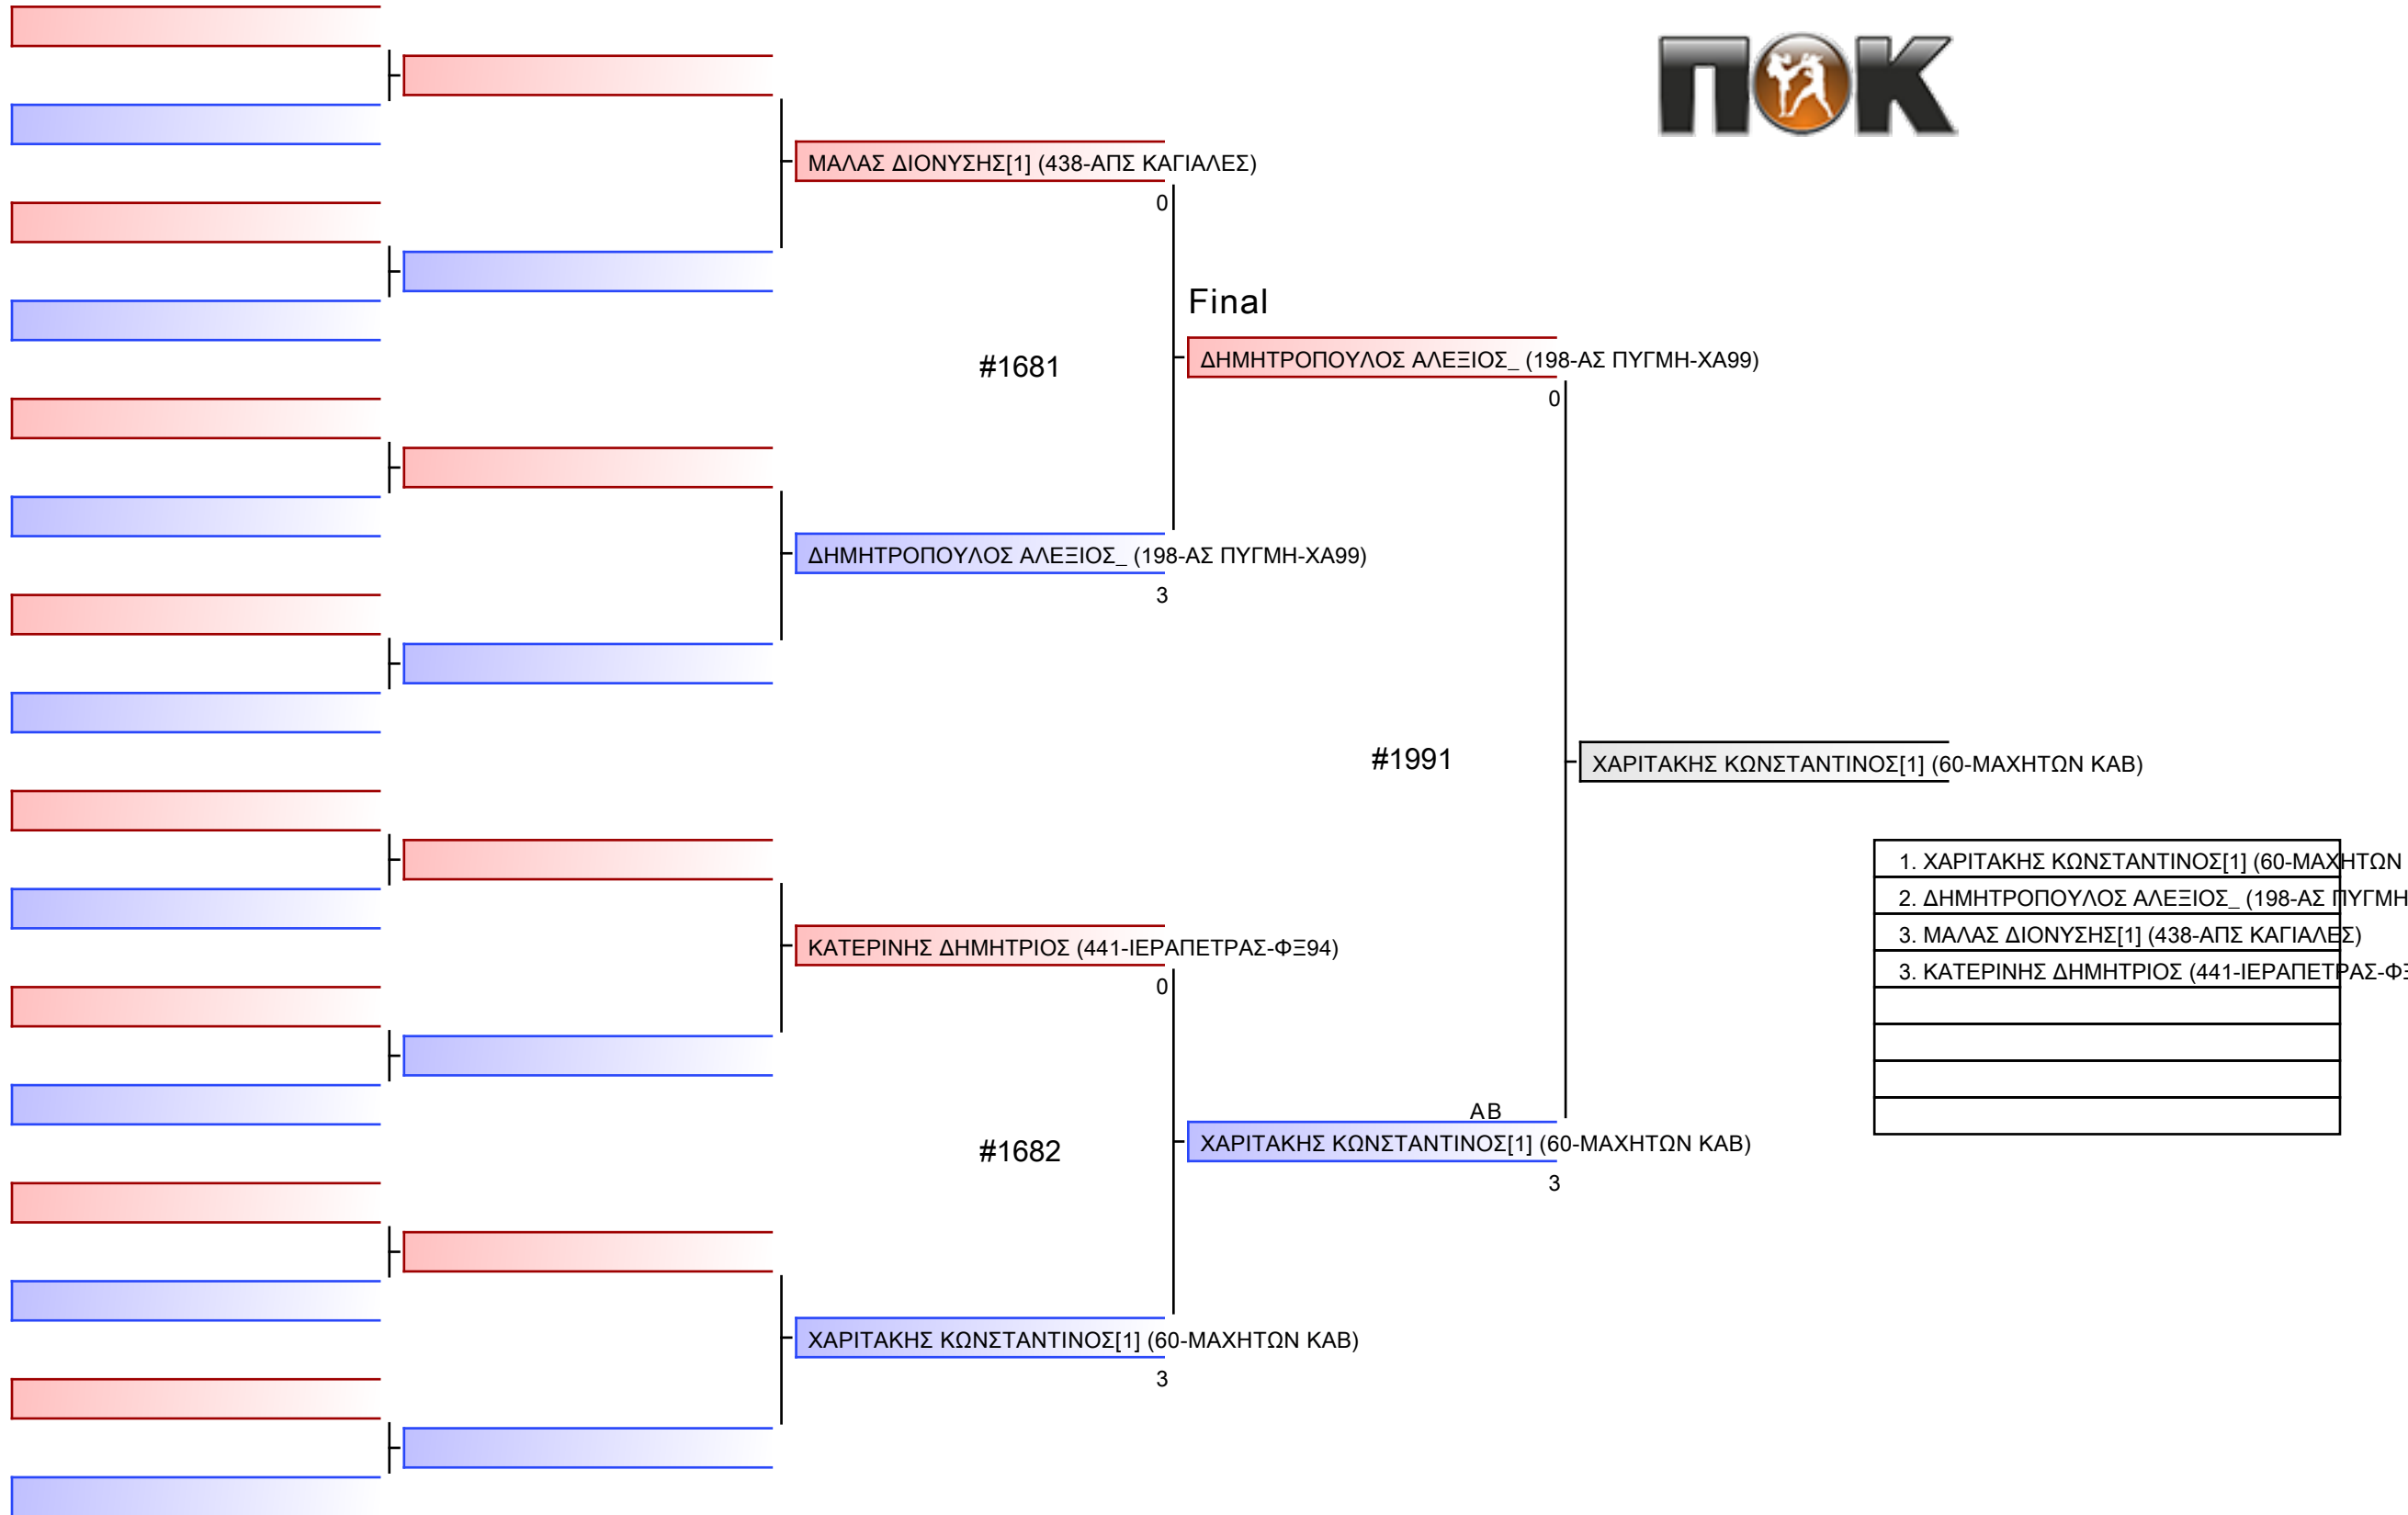 ΠΟΚ
ΜΑΛΑΣ ΔΙΟΝΥΣΗΣ[1] (438-ΑΠΣ ΚΑΓΙΑΛΕΣ)
0
Final
#1681
ΔΗΜΗΤΡΟΠΟΥΛΟΣ ΑΛΕΞΙΟΣ_ (198-ΑΣ ΠΥΓΜΗ-ΧΑ99)
0
ΔΗΜΗΤΡΟΠΟΥΛΟΣ ΑΛΕΞΙΟΣ_ (198-ΑΣ ΠΥΓΜΗ-ΧΑ99)
3
#1991
ΧΑΡΙΤΑΚΗΣ ΚΩΝΣΤΑΝΤΙΝΟΣ[1] (60-ΜΑΧΗΤΩΝ ΚΑΒ)
1. ΧΑΡΙΤΑΚΗΣ ΚΩΝΣΤΑΝΤΙΝΟΣ[1] (60-ΜΑΧΗΤΩΝ
2. ΔΗΜΗΤΡΟΠΟΥΛΟΣ ΑΛΕΞΙΟΣ_ (198-ΑΣ ΠΥΓΜΗ
3. ΜΑΛΑΣ ΔΙΟΝΥΣΗΣ[1] (438-ΑΠΣ ΚΑΓΙΑΛΕΣ)
3. ΚΑΤΕΡΙΝΗΣ ΔΗΜΗΤΡΙΟΣ (441-ΙΕΡΑΠΕΤΡΑΣ-ΦΞ
ΚΑΤΕΡΙΝΗΣ ΔΗΜΗΤΡΙΟΣ (441-ΙΕΡΑΠΕΤΡΑΣ-ΦΞ94)
0
AB
#1682
ΧΑΡΙΤΑΚΗΣ ΚΩΝΣΤΑΝΤΙΝΟΣ[1] (60-ΜΑΧΗΤΩΝ ΚΑΒ)
3
ΧΑΡΙΤΑΚΗΣ ΚΩΝΣΤΑΝΤΙΝΟΣ[1] (60-ΜΑΧΗΤΩΝ ΚΑΒ)
3